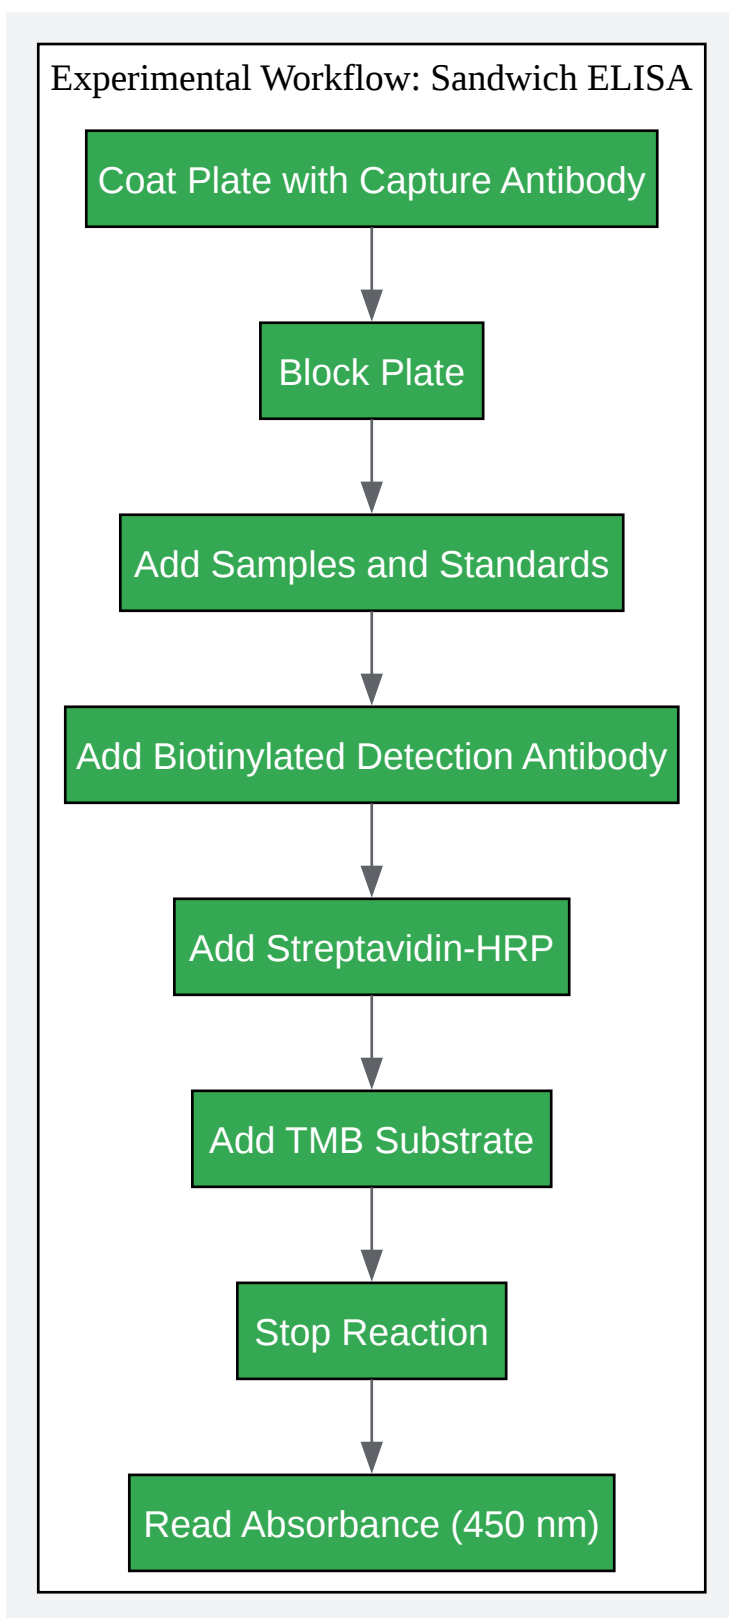 Experimental Workflow: Sandwich ELISA
Coat Plate with Capture Antibody
Block Plate
Add Samples and Standards
Add Biotinylated Detection Antibody
Add Streptavidin-HRP
Add TMB Substrate
Stop Reaction
Read Absorbance (450 nm)